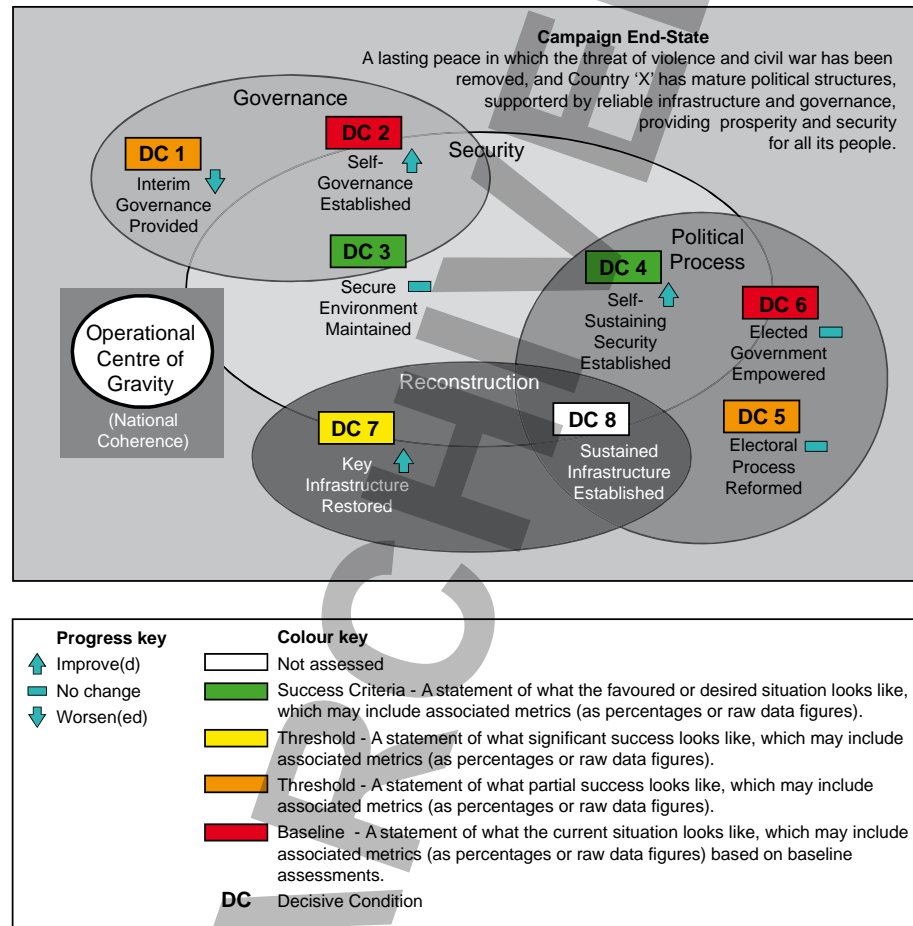 Campaign End-State
A lasting peace in which the threat of violence and civil war has been
removed, and Country ‘X’ has mature political structures,
supporterd by reliable infrastructure and governance,
providing prosperity and security
for all its people.
Governance
DC 1
Interim
Governance
Provided
DC 2
Self-
Governance
Established
Security
DC 3
Secure
Environment
Maintained
Political
Process
DC 4
Self-
Sustaining
Security
Established
DC 6
Elected
Government
Empowered
Operational
Centre of
Gravity
(National
Coherence)
Reconstruction
DC 7
Key
Infrastructure
Restored
DC 8
Sustained
Infrastructure
Established
DC 5
Electoral
Process
Reformed
Progress key
Improve(d)
No change
Worsen(ed)
Colour key
Not assessed
Success Criteria - A statement of what the favoured or desired situation looks like,
which may include associated metrics (as percentages or raw data figures).
Threshold - A statement of what significant success looks like, which may include
associated metrics (as percentages or raw data figures).
Threshold - A statement of what partial success looks like, which may include
associated metrics (as percentages or raw data figures).
Baseline - A statement of what the current situation looks like, which may include
associated metrics (as percentages or raw data figures) based on baseline
assessments.
DC Decisive Condition